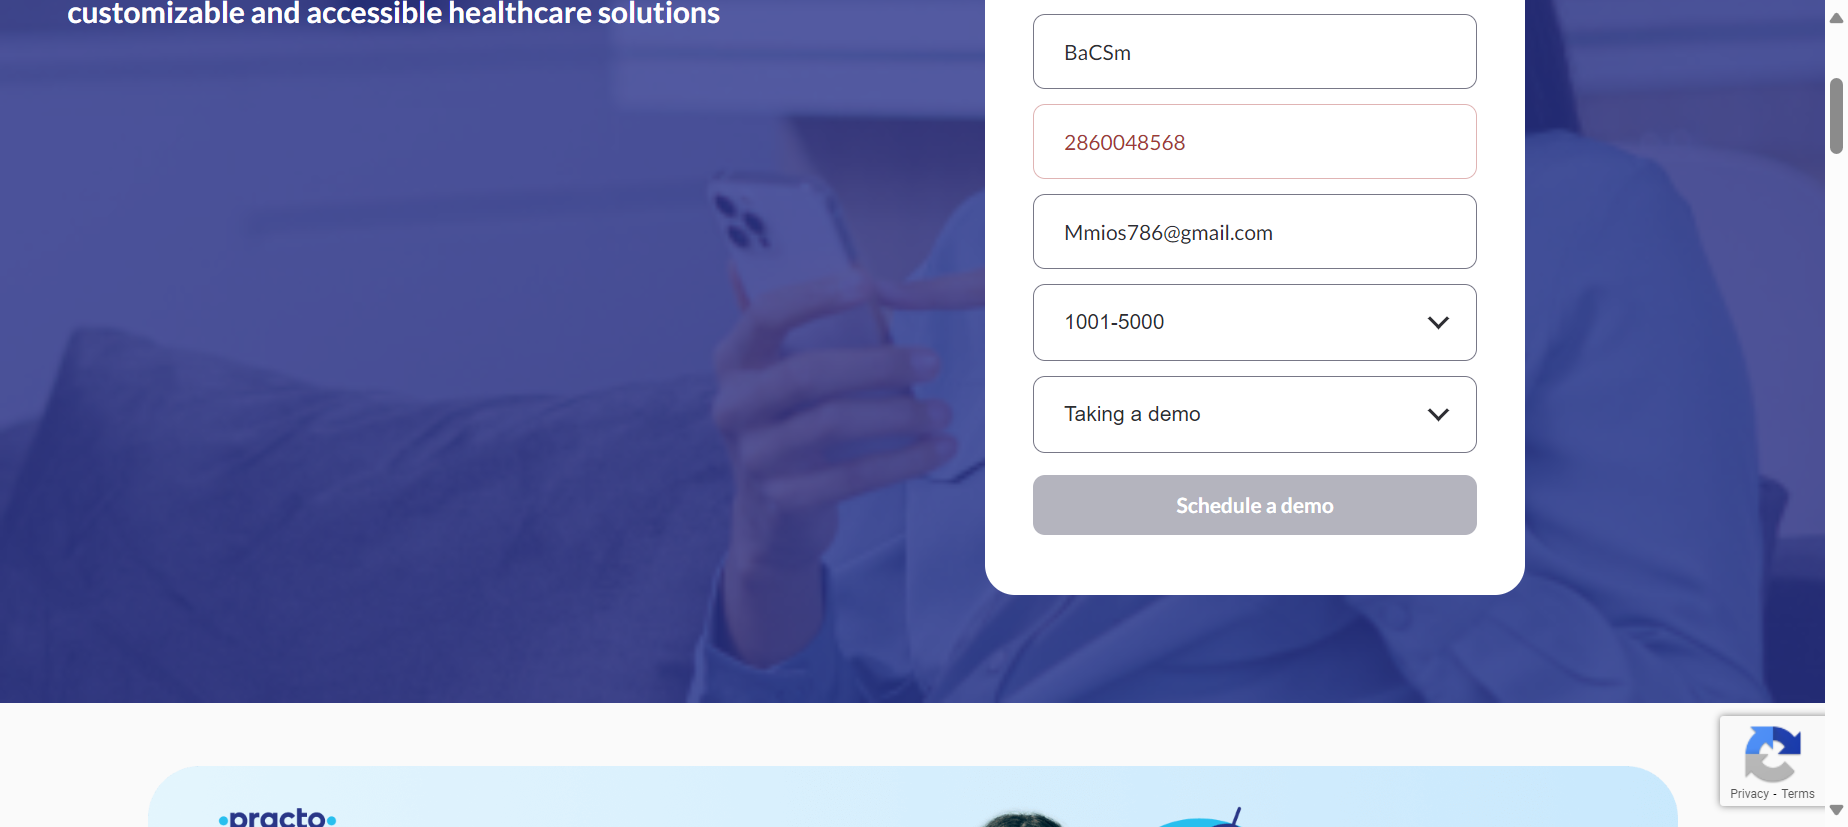 customizable and accessible healthcare solutions
BaCSm
2860048568
Mmios786@gmail.com
1001-5000
Taking a demo
Schedule a demo
Privacy - Terms
practo